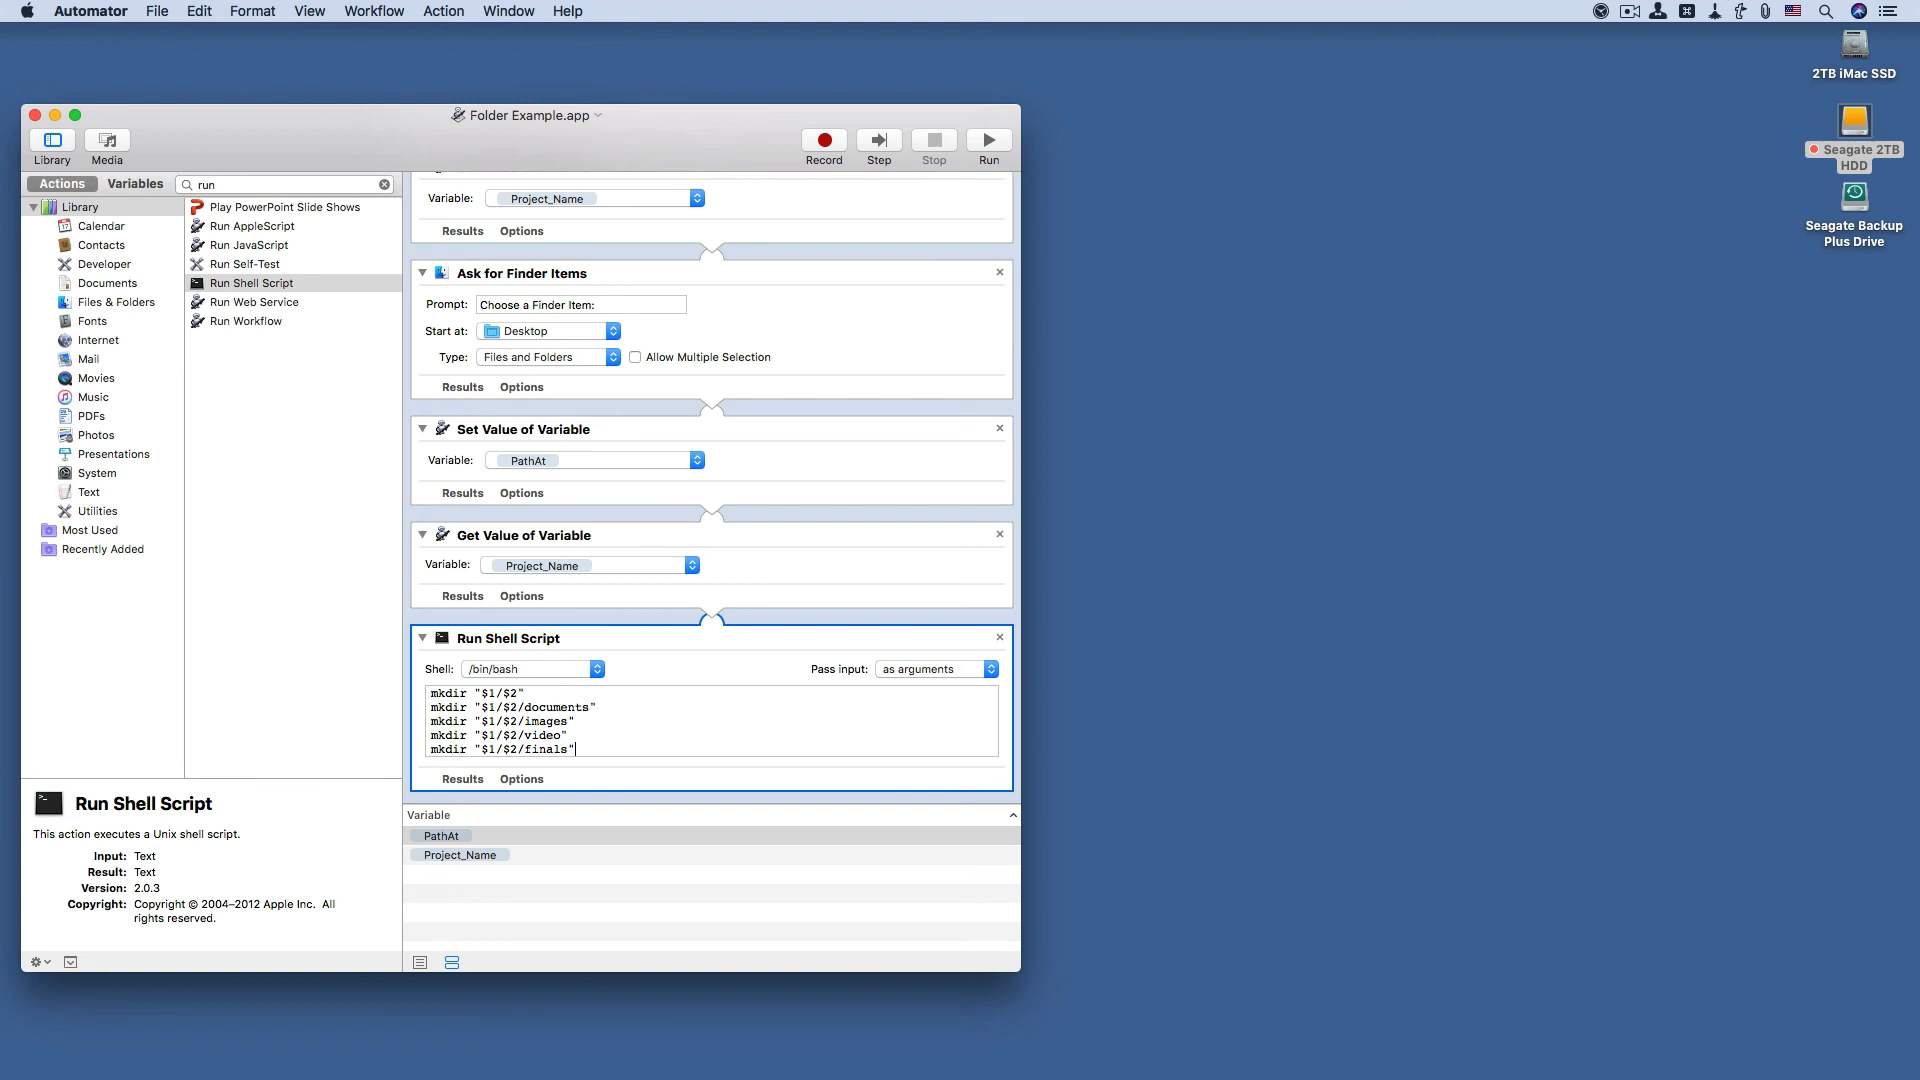 Automator File Edit Format View Workflow Action Window Help
2TB iMac SSD
Seagate 2TB
HDD
Seagate Backup
Plus Drive
Folder Example.app
Library Media Record Step Stop Run
Actions Variables run
Library
Calendar
Contacts
Developer
Documents
Files & Folders
Fonts
Internet
Mail
Movies
Music
PDFs
Photos
Presentations
System
Text
Utilities
Most Used
Recently Added
Play PowerPoint Slide Shows
Run AppleScript
Run JavaScript
Run Self-Test
Run Shell Script
Run Web Service
Run Workflow
Variable: Project_Name
Results Options
Ask for Finder Items
Prompt: Choose a Finder Item:
Start at: Desktop
Type: Files and Folders Allow Multiple Selection
Results Options
Set Value of Variable
Variable: PathAt
Results Options
Get Value of Variable
Variable: Project_Name
Results Options
Run Shell Script
Shell: /bin/bash Pass input: as arguments
mkdir "$1/$2"
mkdir "$1/$2/documents"
mkdir "$1/$2/images"
mkdir "$1/$2/video"
mkdir "$1/$2/finals"
Results Options
Run Shell Script
This action executes a Unix shell script.
Input: Text
Result: Text
Version: 2.0.3
Copyright: Copyright © 2004–2012 Apple Inc. All
rights reserved.
Variable
PathAt
Project_Name